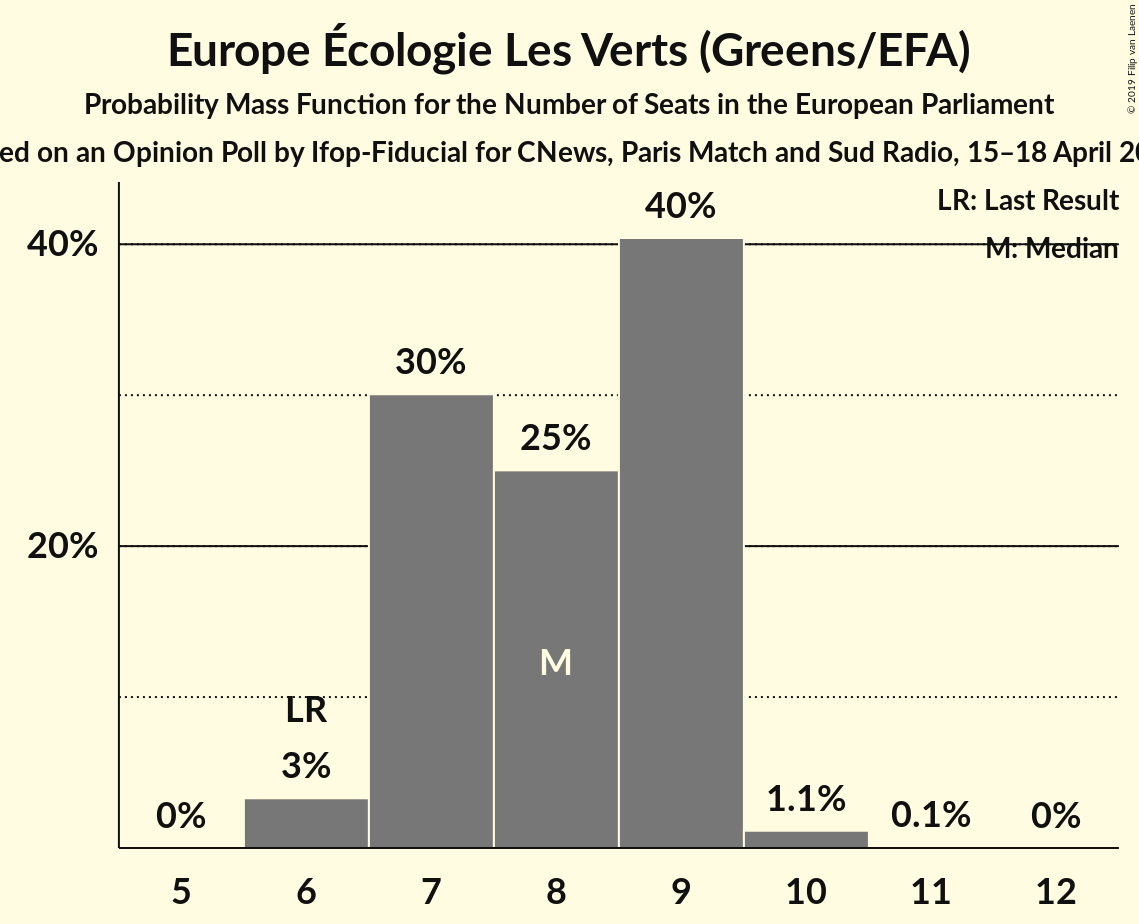 Europe Écologie Les Verts (Greens/EFA)
Probability Mass Function for the Number of Seats in the European Parliament
on an Opinion Poll by Ifop-Fiducial for CNews, Paris Match and Sud Radio, 15–18 April
© 2019 Filip van Laenen
LR: Last Result
M: Median
40%
20%
0%
LR
3%
30%
25%
M
40%
1.1%
0.1%
0%
5 6 7 8 9 10 11 12